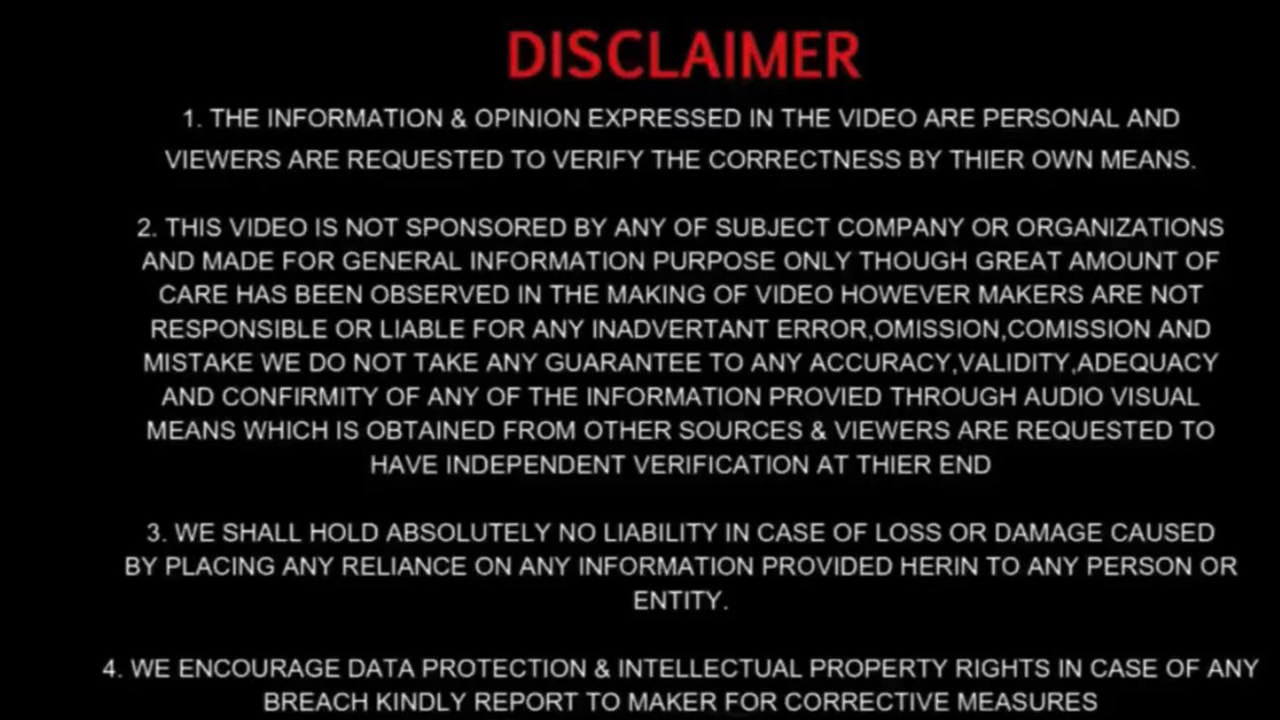 DISCLAIMER
1. THE INFORMATION & OPINION EXPRESSED IN THE VIDEO ARE PERSONAL AND
VIEWERS ARE REQUESTED TO VERIFY THE CORRECTNESS BY THIER OWN MEANS.
2. THIS VIDEO IS NOT SPONSORED BY ANY OF SUBJECT COMPANY OR ORGANIZATIONS
AND MADE FOR GENERAL INFORMATION PURPOSE ONLY THOUGH GREAT AMOUNT OF
CARE HAS BEEN OBSERVED IN THE MAKING OF VIDEO HOWEVER MAKERS ARE NOT
RESPONSIBLE OR LIABLE FOR ANY INADVERTANT ERROR,OMISSION,COMISSION AND
MISTAKE WE DO NOT TAKE ANY GUARANTEE TO ANY ACCURACY,VALIDITY,ADEQUACY
AND CONFIRMITY OF ANY OF THE INFORMATION PROVIED THROUGH AUDIO VISUAL
MEANS WHICH IS OBTAINED FROM OTHER SOURCES & VIEWERS ARE REQUESTED TO
HAVE INDEPENDENT VERIFICATION AT THIER END
3. WE SHALL HOLD ABSOLUTELY NO LIABILITY IN CASE OF LOSS OR DAMAGE CAUSED
BY PLACING ANY RELIANCE ON ANY INFORMATION PROVIDED HERIN TO ANY PERSON OR
ENTITY.
4. WE ENCOURAGE DATA PROTECTION & INTELLECTUAL PROPERTY RIGHTS IN CASE OF ANY
BREACH KINDLY REPORT TO MAKER FOR CORRECTIVE MEASURES